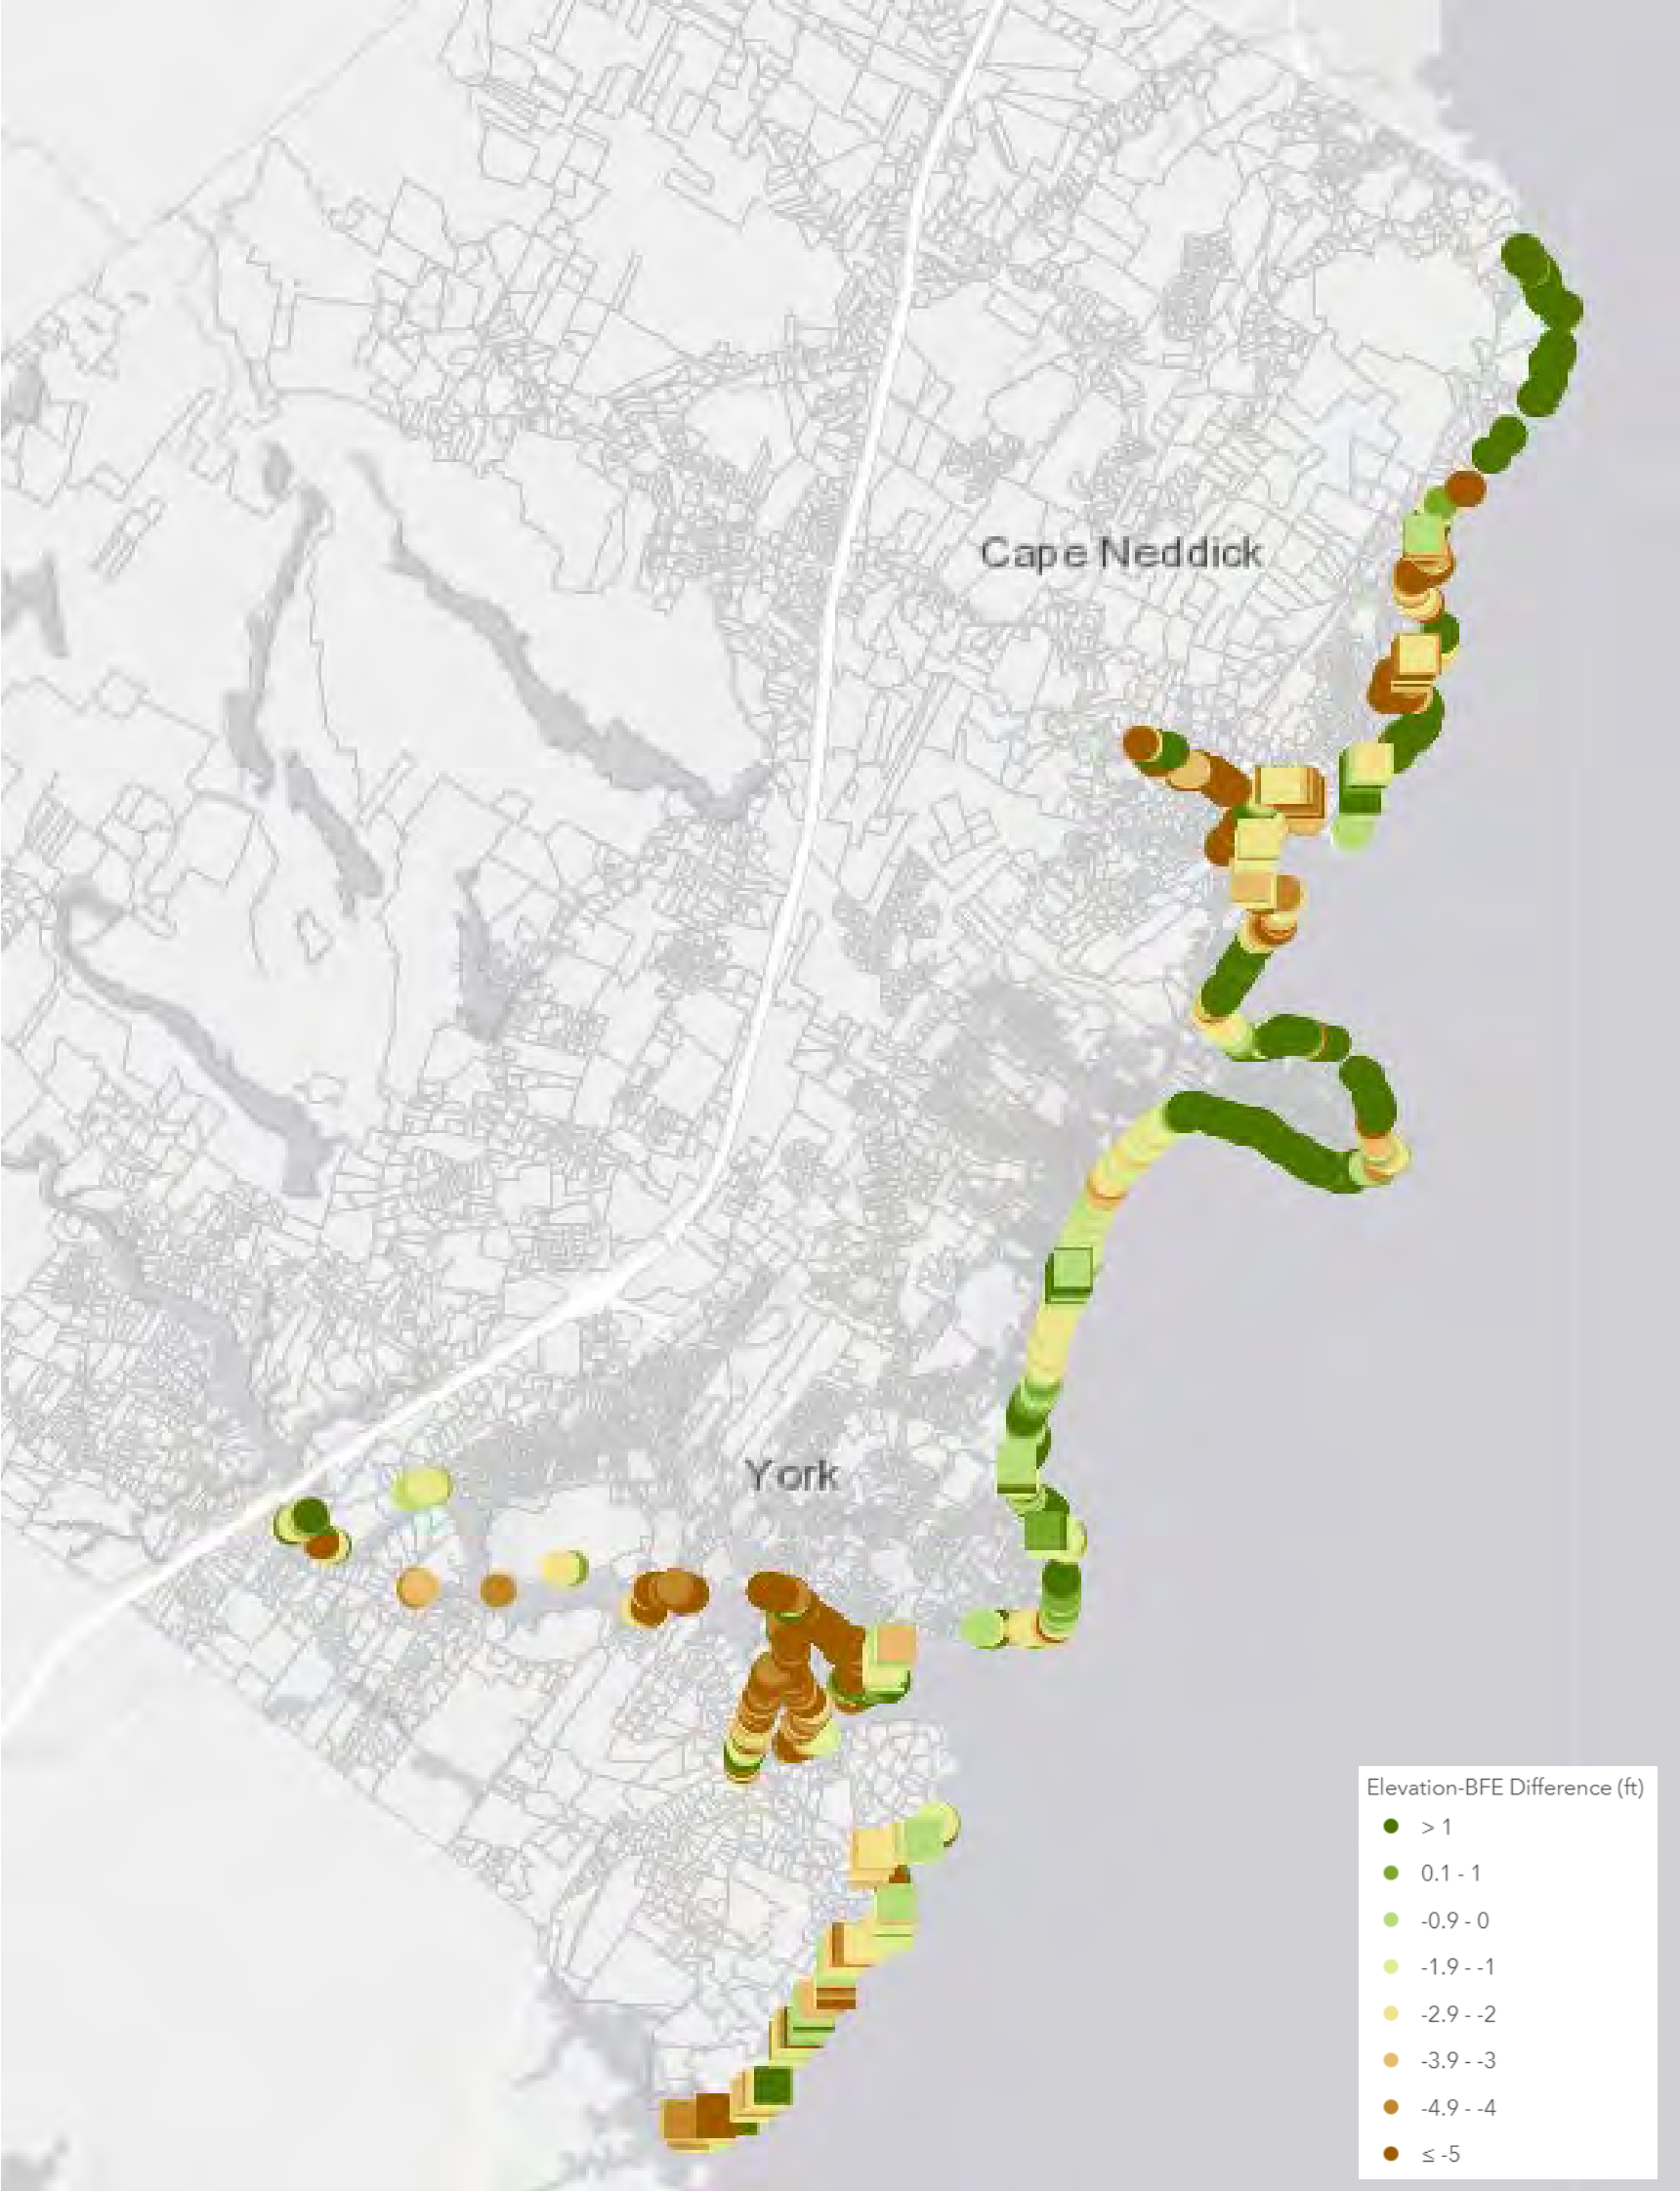 Cape Neddick
York
Elevation-BFE Difference (ft)
> 1
0.1 - 1
-0.9 - 0
-1.9 - -1
-2.9 - -2
-3.9 - -3
-4.9 - -4
≤ -5